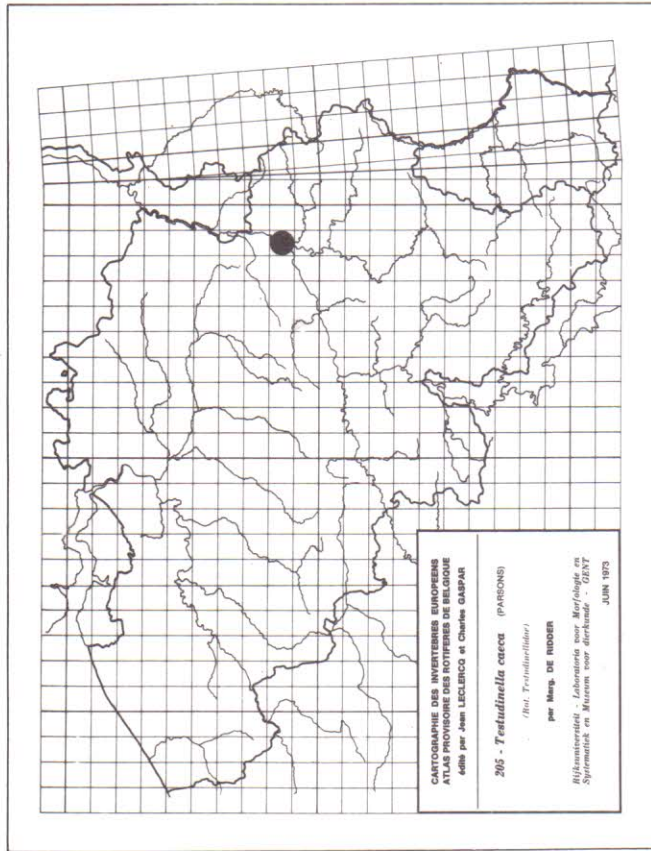 CARTOGRAPHIE DES INVERTEBRES EUROPEENS
ATLAS PROVISOIRE DES ROTIFERES DE BELGIQUE
édité par Jean LECLERCQ et Charles GASPAR
205 - Testudinella caeca (PARSONS)
(Rot. Testudinellidae)
par Marg. DE RIDDER
Rijksuniversiteit - Laboratoria voor Morfologie en
Systematiek en Museum voor dierkunde - GENT
JUIN 1973